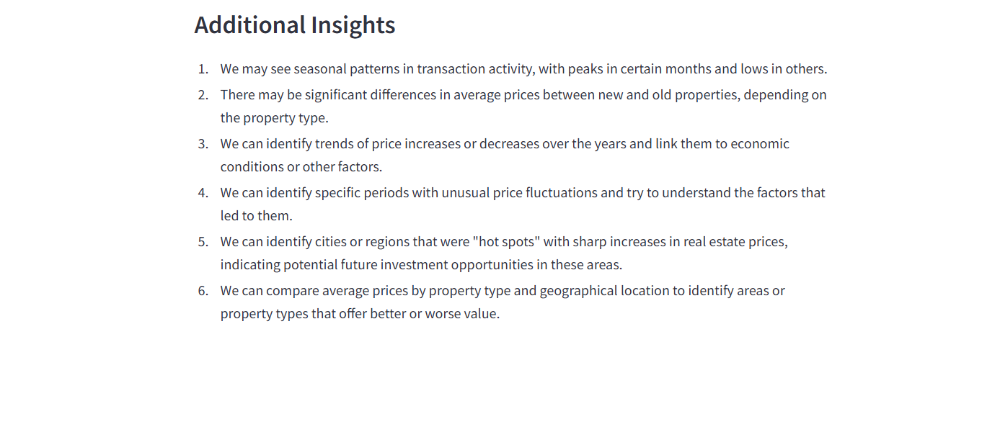 Additional Insights
1. We may see seasonal patterns in transaction activity, with peaks in certain months and lows in others.
2. There may be significant differences in average prices between new and old properties, depending on
the property type.
3. We can identify trends of price increases or decreases over the years and link them to economic
conditions or other factors.
4. We can identify specific periods with unusual price fluctuations and try to understand the factors that
led to them.
5. We can identify cities or regions that were "hot spots" with sharp increases in real estate prices,
indicating potential future investment opportunities in these areas.
6. We can compare average prices by property type and geographical location to identify areas or
property types that offer better or worse value.